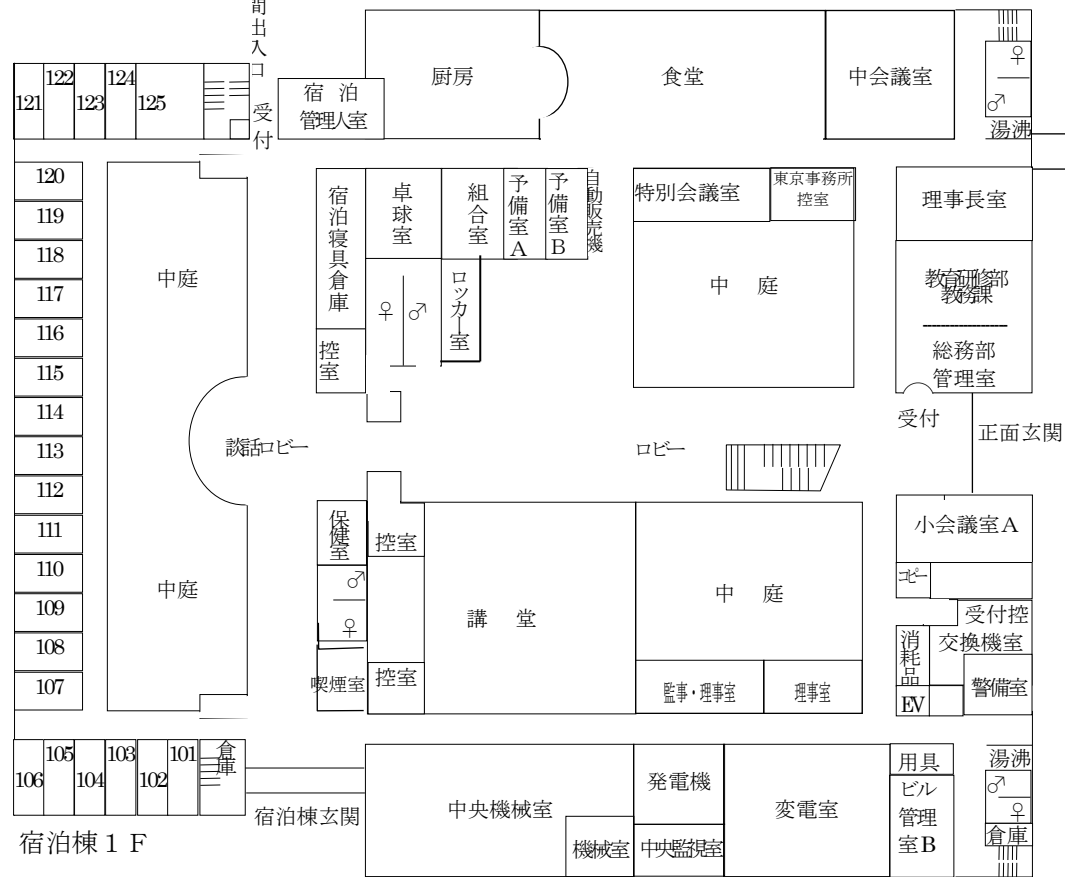 間出入口
厨房
食堂
中会議室
♀
♂
湯沸
121
122
123
124
125
受付
宿 泊
管理人室
120
119
118
117
116
115
114
113
112
111
110
109
108
107
中庭
中庭
宿泊寝具倉庫
控室
卓球室
組合室
予備室A
予備室B
自動販売機
♀
♂
ロッカー室
特別会議室
東京事務所
控室
中 庭
理事長室
教育研修部
教務課
総務部
管理室
受付
正面玄関
談話ロビー
ロビー
保健室
♂
♀
喫煙室
控室
控室
講 堂
中 庭
監事・理事室
理事室
小会議室A
コピー
受付控
交換機室
消耗品
EV
警備室
106
105
104
103
102
101
倉庫
宿泊棟玄関
宿泊棟1F
中央機械室
機械室
発電機
中央監視室
変電室
用具
ビル
管理
室B
湯沸
♂
♀
倉庫